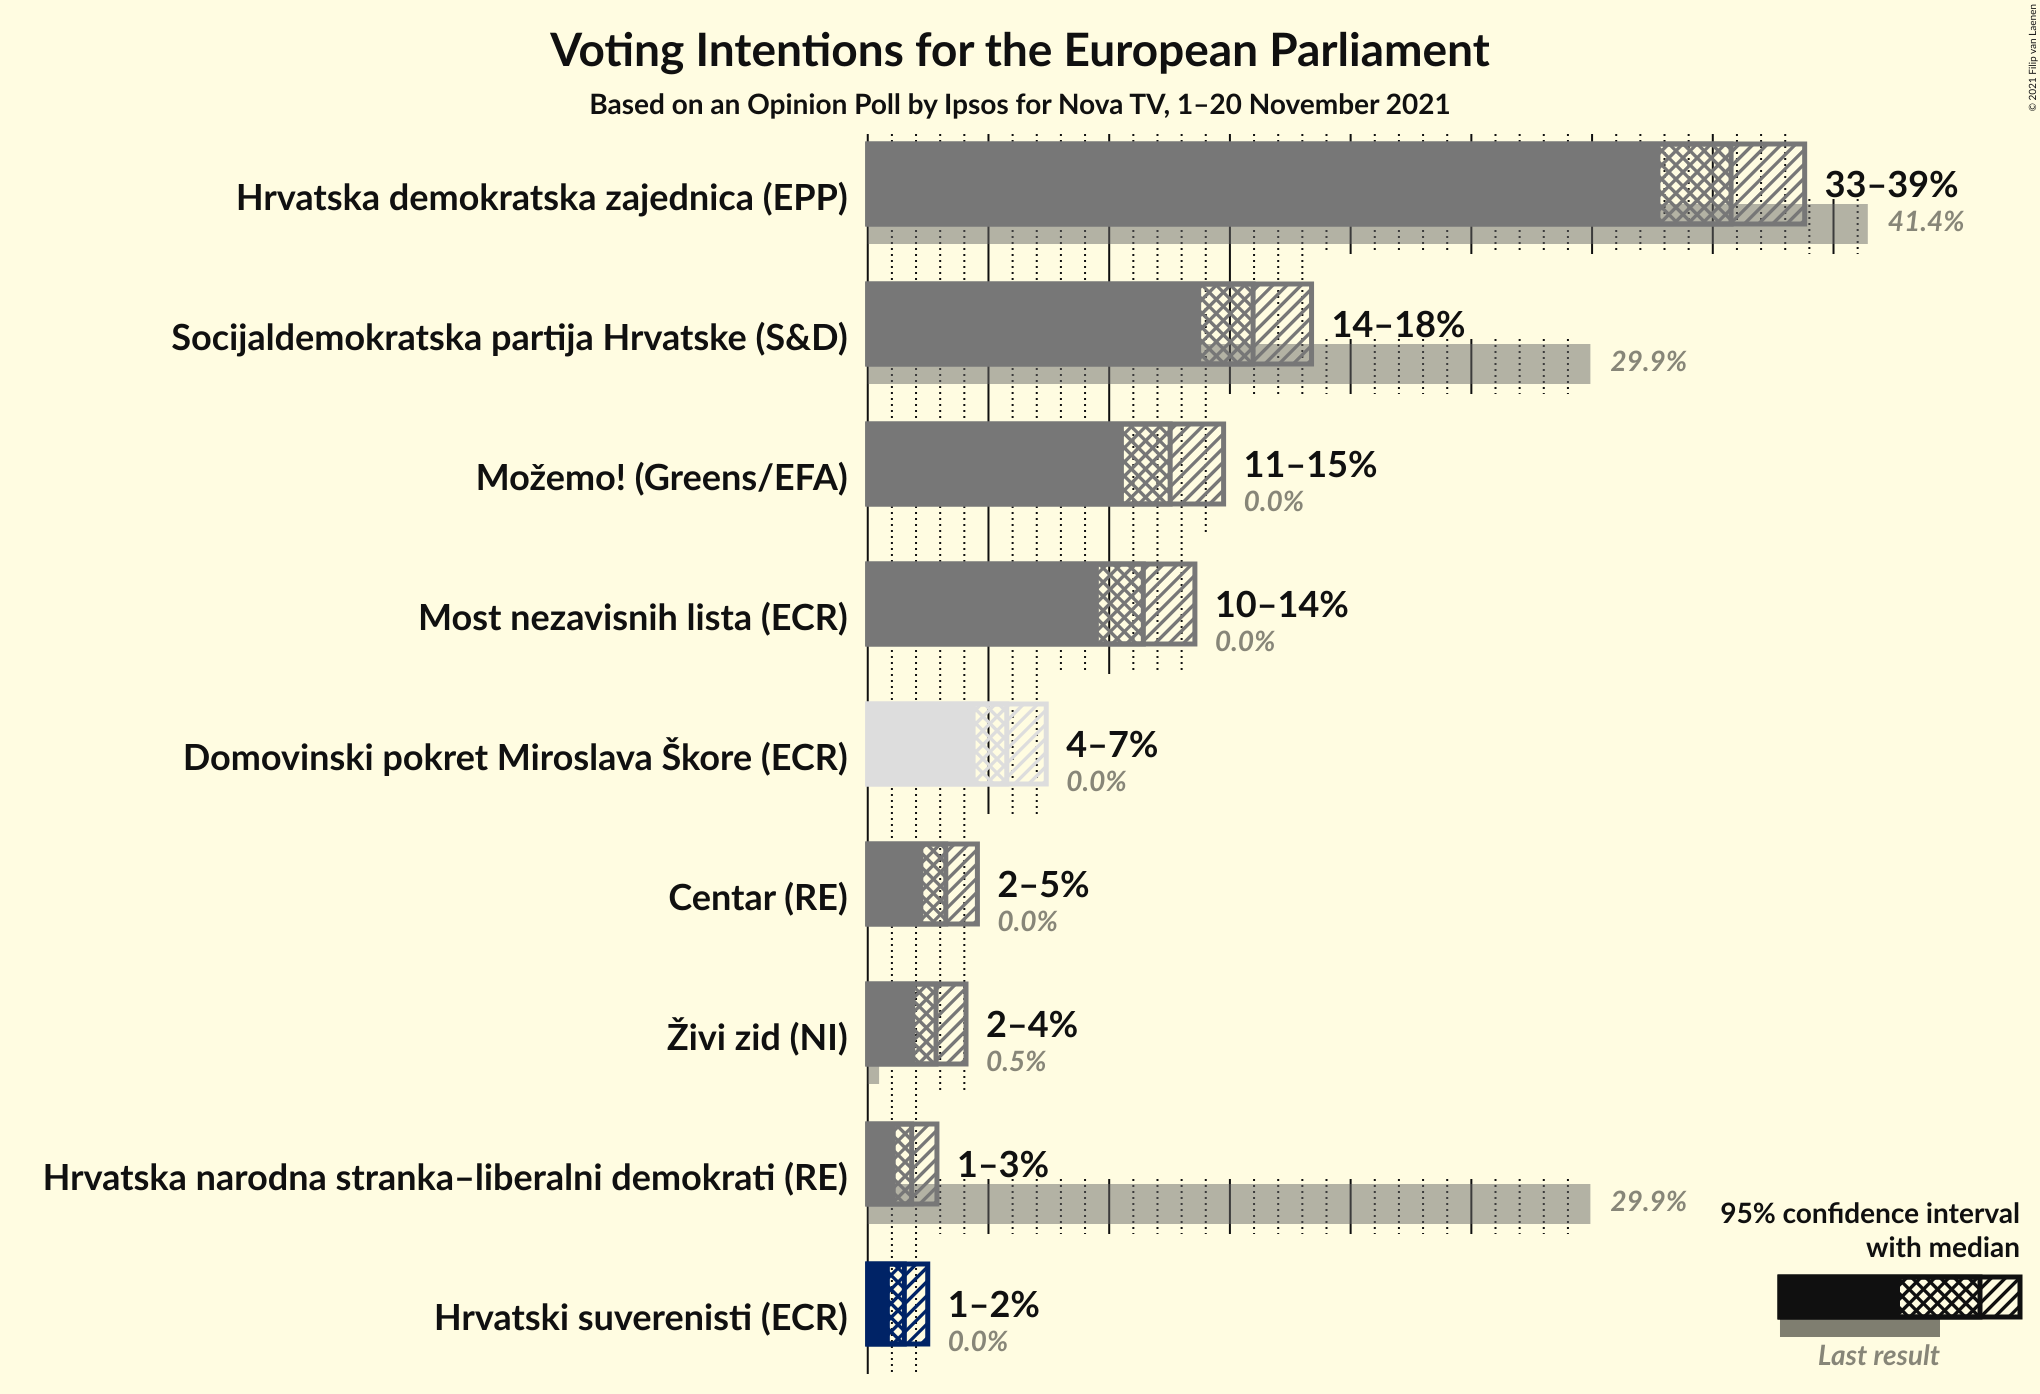 Voting Intentions for the European Parliament
Based on an Opinion Poll by Ipsos for Nova TV, 1–20 November 2021
© 2021 Filip van Laenen
Hrvatska demokratska zajednica (EPP)
33–39%
41.4%
Socijaldemokratska partija Hrvatske (S&D)
14–18%
29.9%
Možemo! (Greens/EFA)
11–15%
0.0%
Most nezavisnih lista (ECR)
10–14%
0.0%
Domovinski pokret Miroslava Škore (ECR)
4–7%
0.0%
Centar (RE)
2–5%
0.0%
Živi zid (NI)
2–4%
0.5%
Hrvatska narodna stranka–liberalni demokrati (RE)
1–3%
29.9%
Hrvatski suverenisti (ECR)
1–2%
0.0%
95% confidence interval
with median
Last result